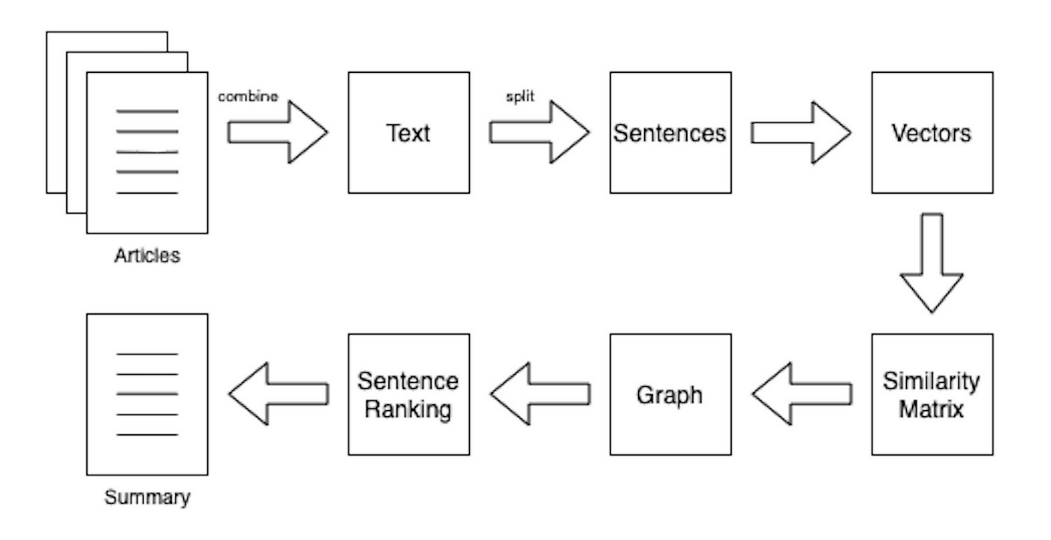 combine
split
Text
Sentences
Vectors
Articles
Sentence
Ranking
Graph
Similarity
Matrix
Summary